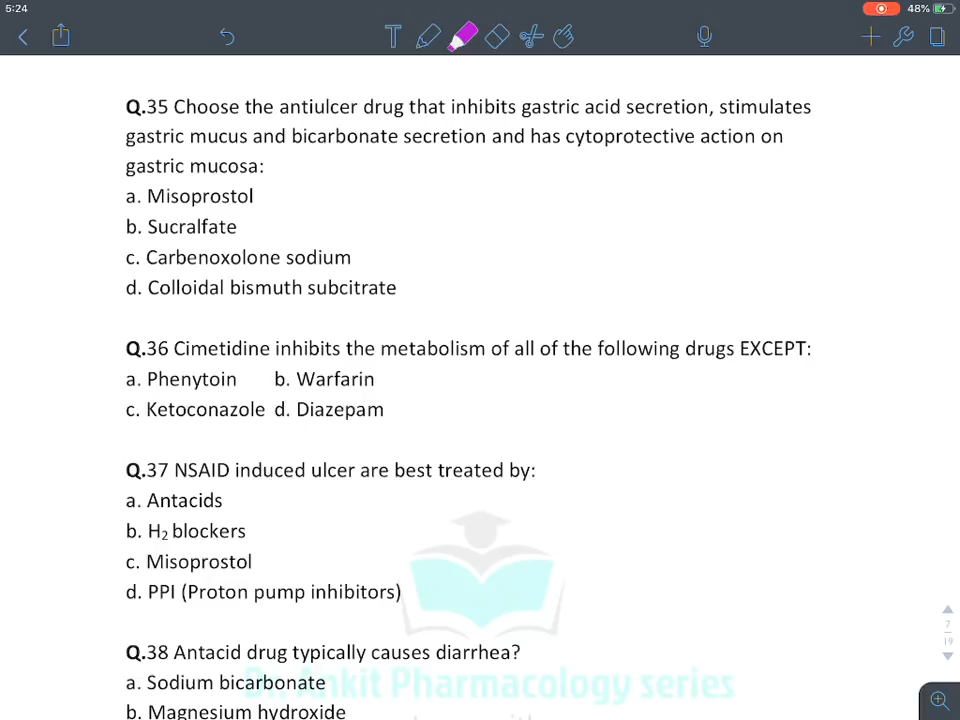 5:24
48%
Q.35 Choose the antiulcer drug that inhibits gastric acid secretion, stimulates
gastric mucus and bicarbonate secretion and has cytoprotective action on
gastric mucosa:
a. Misoprostol
b. Sucralfate
c. Carbenoxolone sodium
d. Colloidal bismuth subcitrate
Q.36 Cimetidine inhibits the metabolism of all of the following drugs EXCEPT:
a. Phenytoin b. Warfarin
c. Ketoconazole d. Diazepam
Q.37 NSAID induced ulcer are best treated by:
a. Antacids
b. H₂ blockers
c. Misoprostol
d. PPI (Proton pump inhibitors)
7
19
Q.38 Antacid drug typically causes diarrhea?
a. Sodium bicarbonate
Dr. Ankit Pharmacology series
b. Magnesium hydroxide